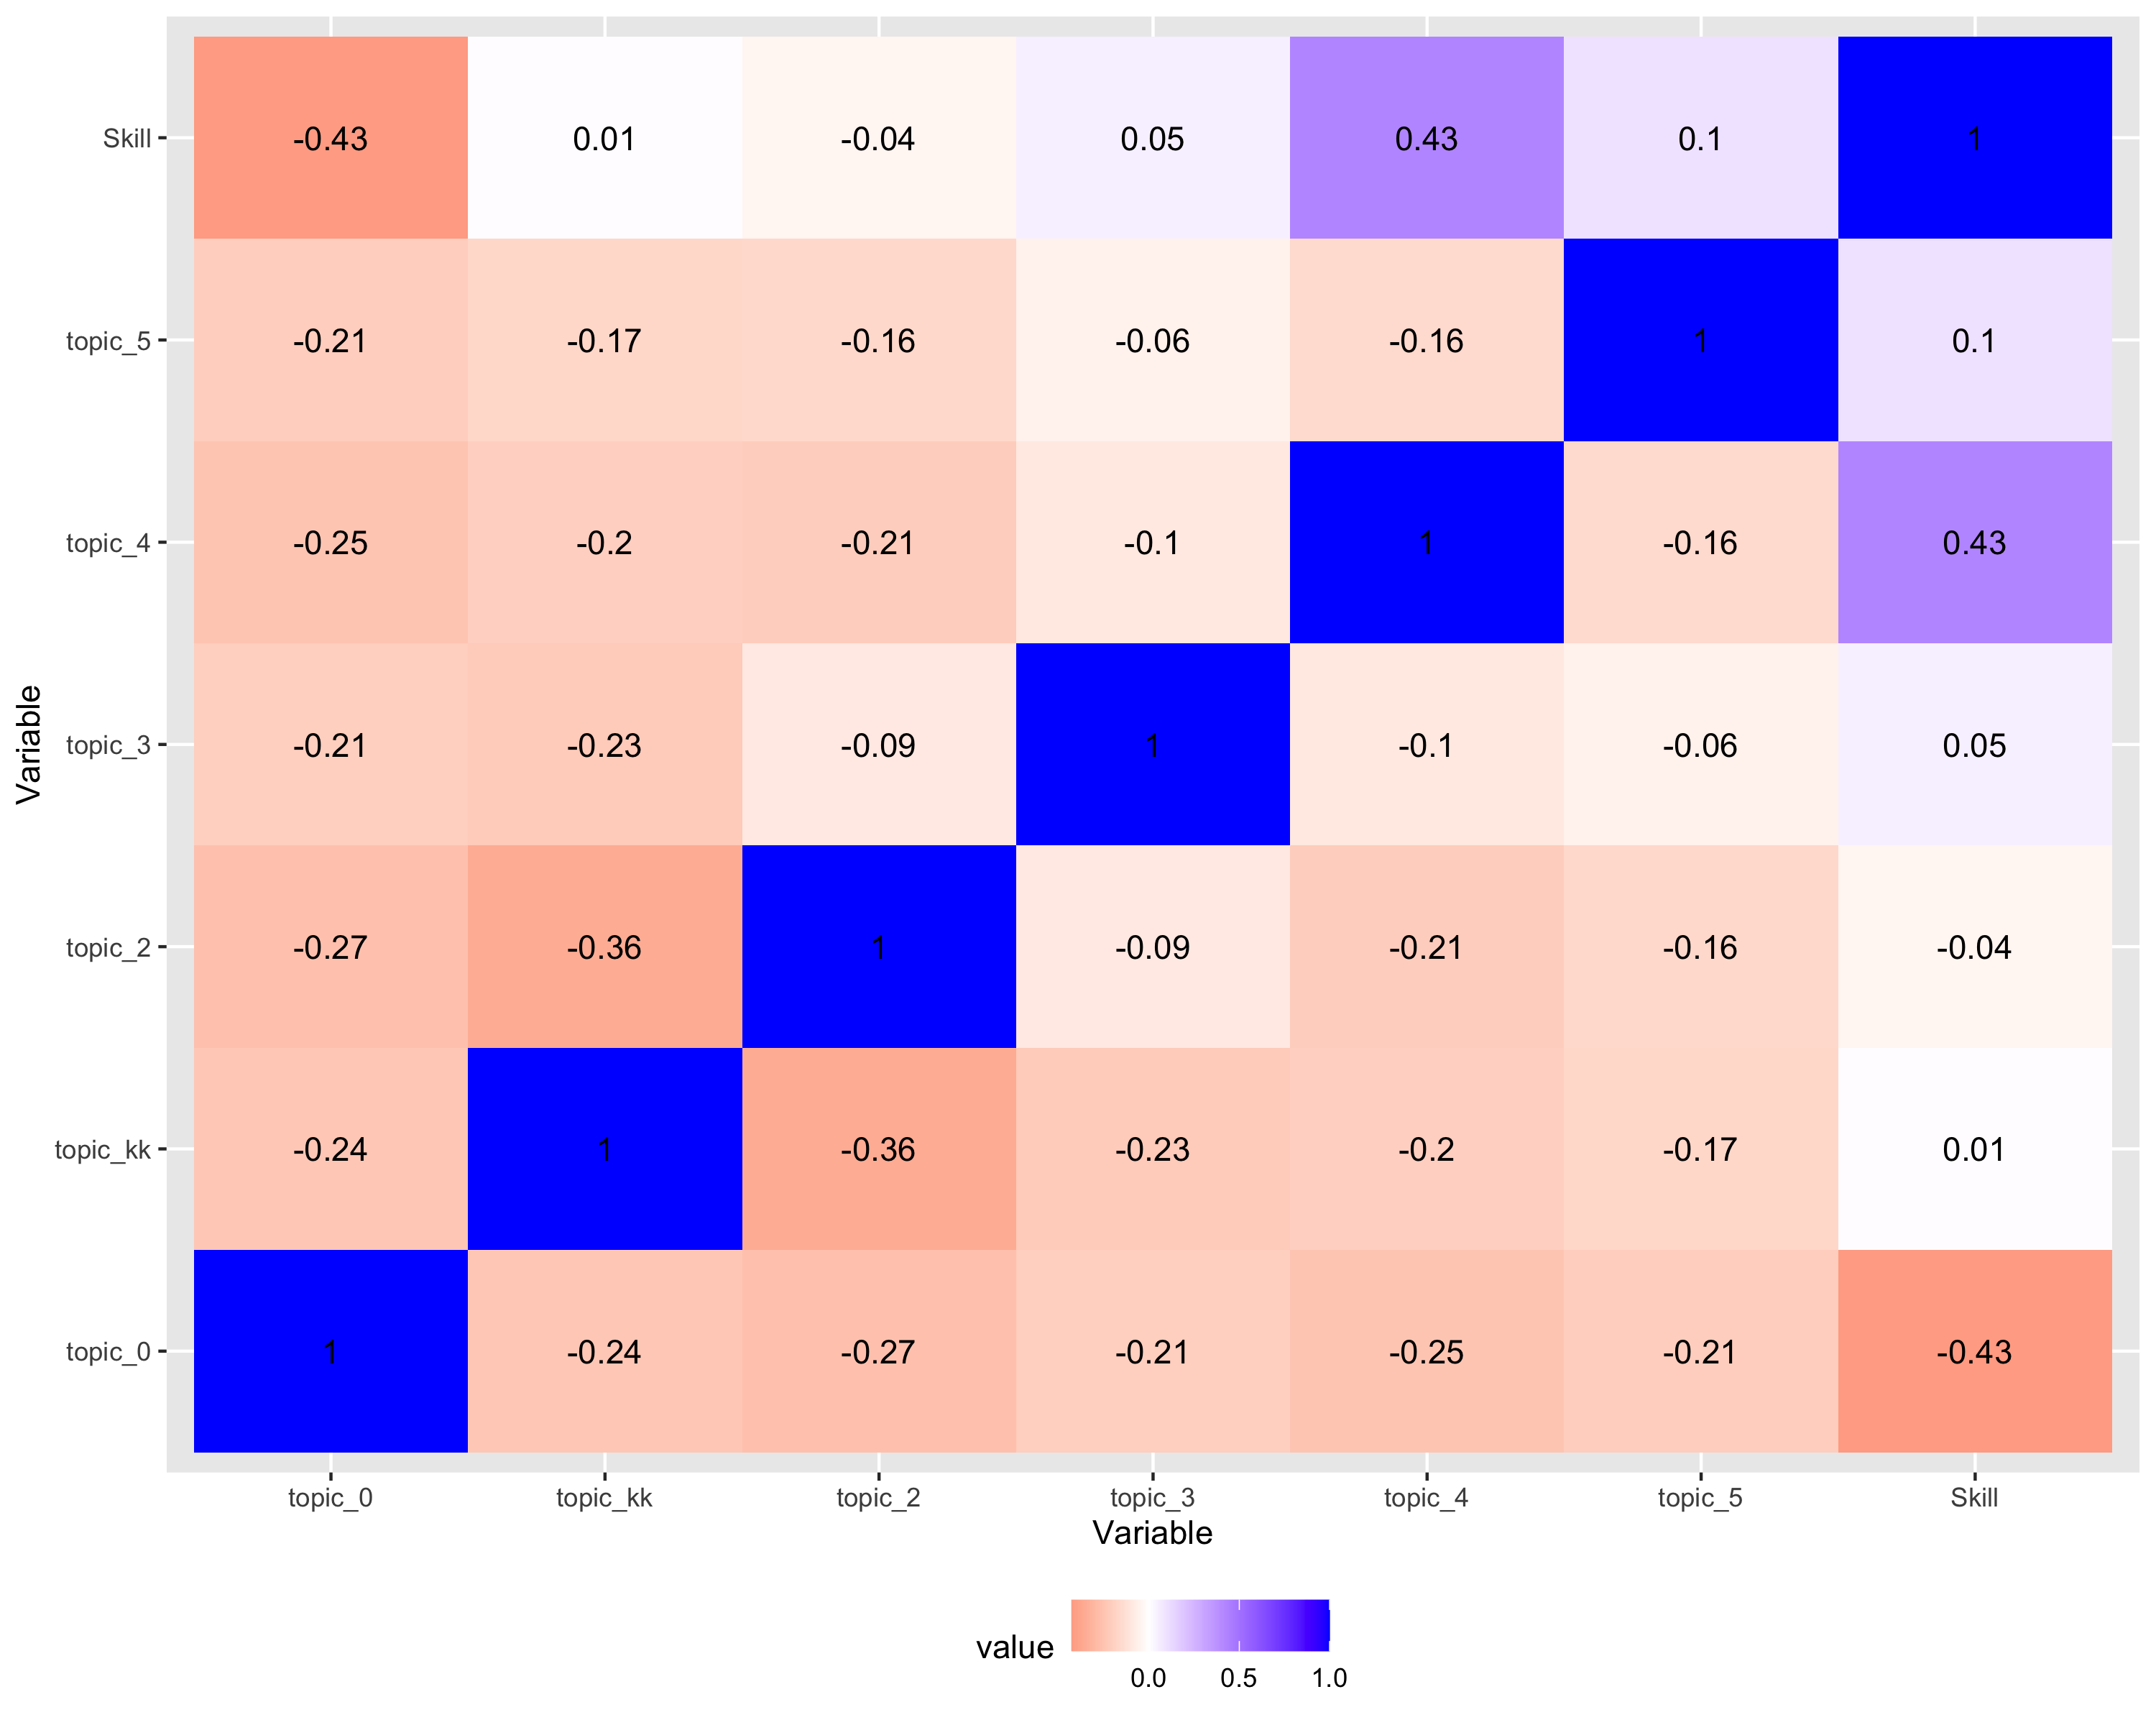 Skill -0.43 0.01 -0.04 0.05 0.43 0.1 1
topic_5 -0.21 -0.17 -0.16 -0.06 -0.16 1 0.1
topic_4 -0.25 -0.2 -0.21 -0.1 1 -0.16 0.43
topic_3 -0.21 -0.23 -0.09 1 -0.1 -0.06 0.05
Variable
topic_2 -0.27 -0.36 1 -0.09 -0.21 -0.16 -0.04
topic_kk -0.24 1 -0.36 -0.23 -0.2 -0.17 0.01
topic_0 1 -0.24 -0.27 -0.21 -0.25 -0.21 -0.43
topic_0 topic_kk topic_2 topic_3 topic_4 topic_5 Skill
Variable
value
0.0 0.5 1.0